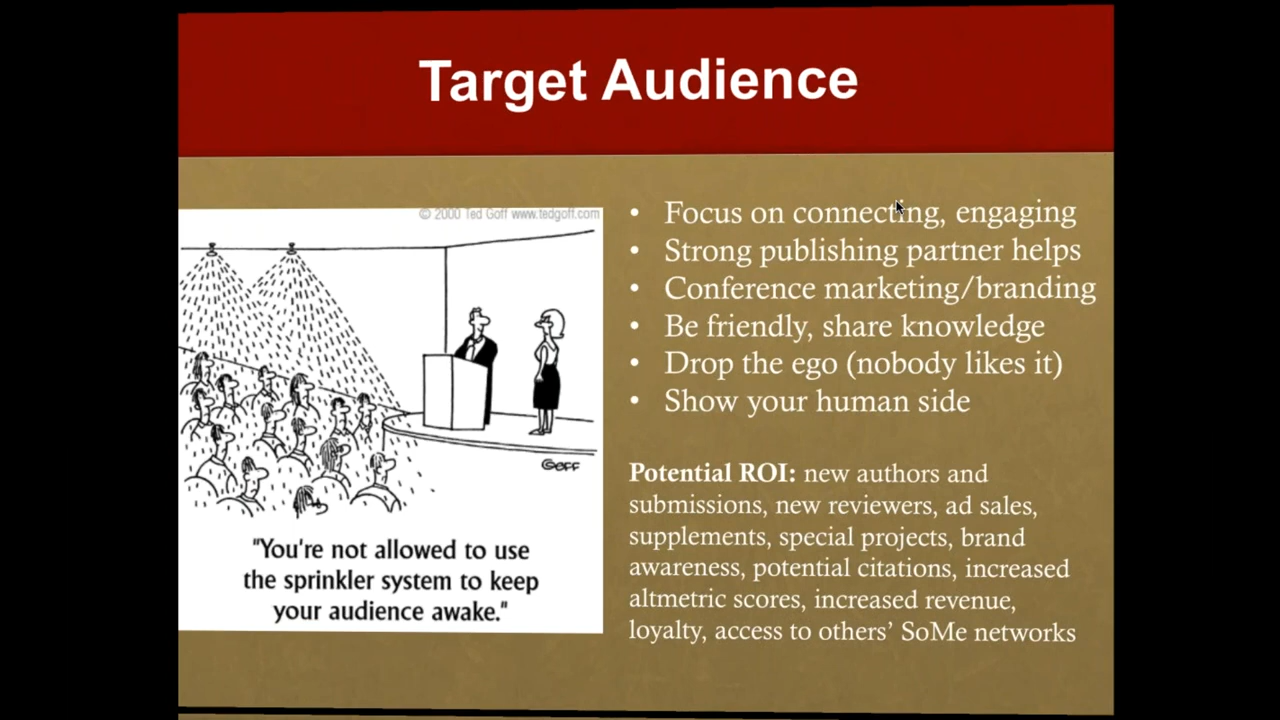 Target Audience
© 2000 Ted Goff www.tedgoff.com
Goff
"You're not allowed to use
the sprinkler system to keep
your audience awake."
• Focus on connecting, engaging
• Strong publishing partner helps
• Conference marketing/branding
• Be friendly, share knowledge
• Drop the ego (nobody likes it)
• Show your human side
Potential ROI: new authors and
submissions, new reviewers, ad sales,
supplements, special projects, brand
awareness, potential citations, increased
altmetric scores, increased revenue,
loyalty, access to others’ SoMe networks